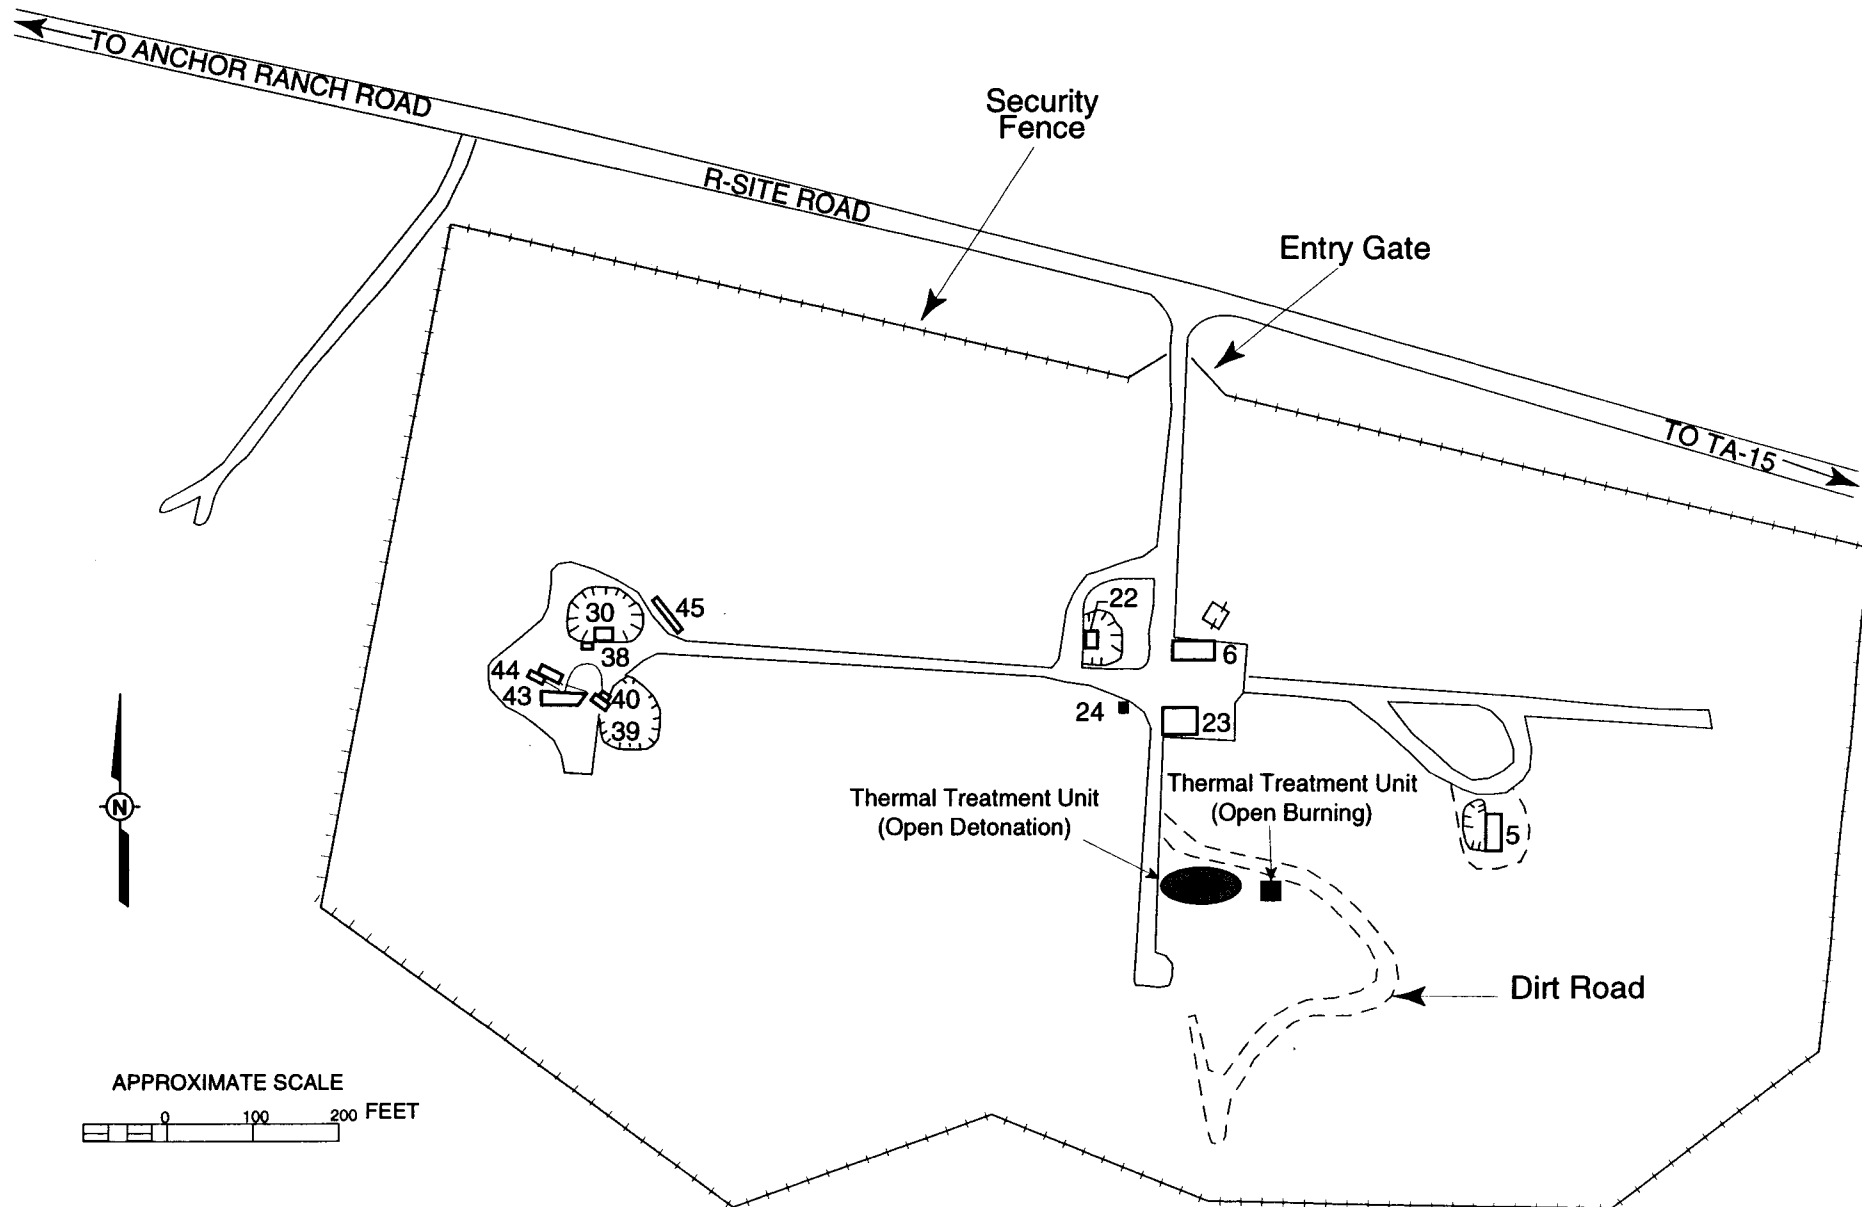 TO ANCHOR RANCH ROAD
Security
Fence
R-SITE ROAD
Entry Gate
TO TA-15
30
45
22
38
6
44
43
40
39
24
23
Thermal Treatment Unit
(Open Detonation)
Thermal Treatment Unit
(Open Burning)
5
N
Dirt Road
APPROXIMATE SCALE
0 100 200 FEET